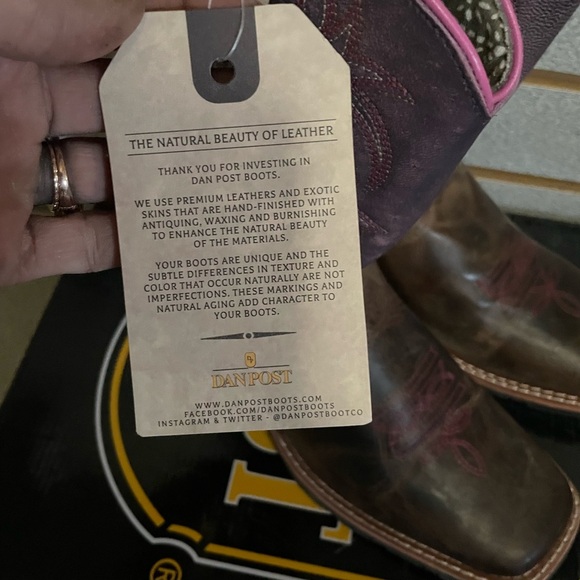 THE NATURAL BEAUTY OF LEATHER
THANK YOU FOR INVESTING IN
DAN POST BOOTS.
WE USE PREMIUM LEATHERS AND EXOTIC
SKINS THAT ARE HAND-FINISHED WITH
ANTIQUING, WAXING AND BURNISHING
TO ENHANCE THE NATURAL BEAUTY
OF THE MATERIALS.
YOUR BOOTS ARE UNIQUE AND THE
SUBTLE DIFFERENCES IN TEXTURE AND
COLOR THAT OCCUR NATURALLY ARE NOT
IMPERFECTIONS. THESE MARKINGS AND
NATURAL AGING ADD CHARACTER TO
YOUR BOOTS.
DAN POST
WWW.DANPOSTBOOTS.COM
FACEBOOK.COM/DANPOSTBOOTS
INSTAGRAM & TWITTER - @DANPOSTBOOTCO
®